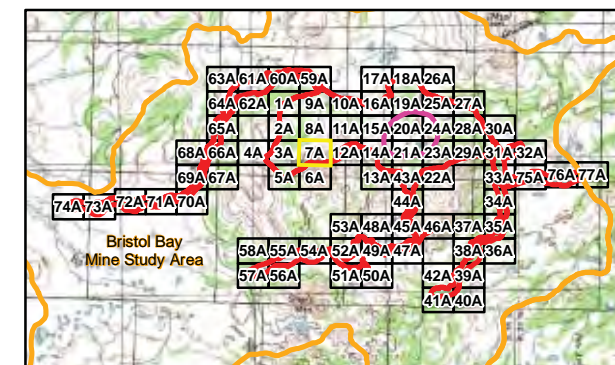 63A 61A 60A 59A 17A 18A 26A
64A 62A 1A 9A 10A 16A 19A 25A 27A
65A 2A 8A 11A 15A 20A 24A 28A 30A
68A 66A 4A 3A 7A 12A 14A 21A 23A 29A 31A 32A
69A 67A 5A 6A 13A 43A 22A 33A 75A 76A 77A
74A 73A 72A 71A 70A 44A 34A
53A 48A 45A 46A 37A 35A
Bristol Bay
Mine Study Area
58A 55A 54A 52A 49A 47A 38A 36A
57A 56A 51A 50A 42A 39A
41A 40A